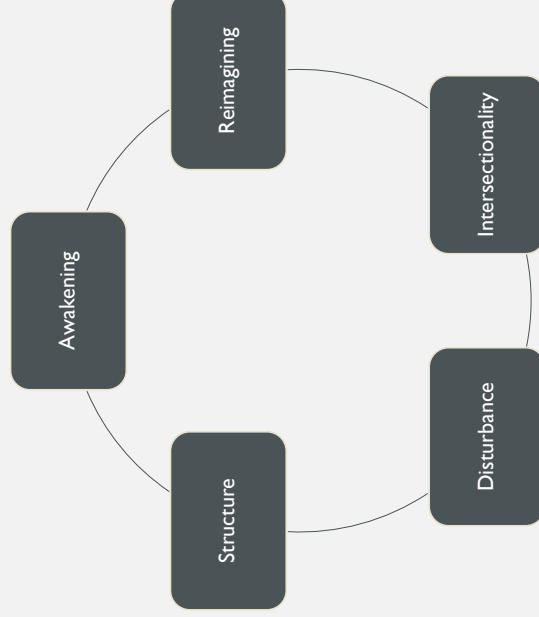 Awakening
Reimagining
Intersectionality
Disturbance
Structure